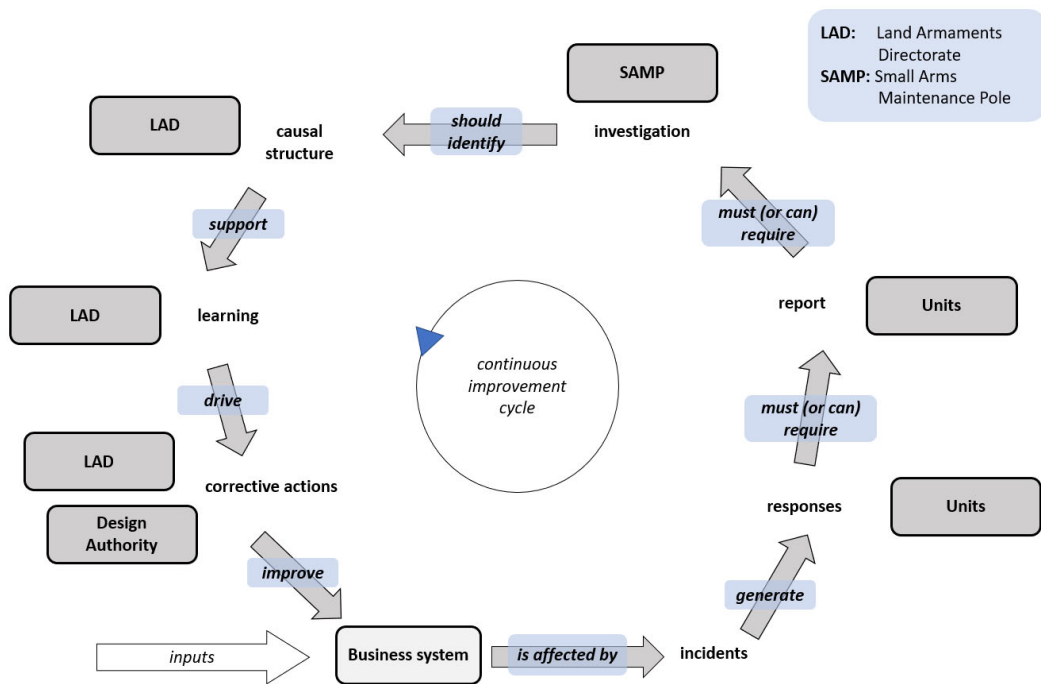 LAD: Land Armaments
Directorate
SAMP: Small Arms
Maintenance Pole
SAMP
investigation
should
identify
LAD
causal
structure
support
LAD
learning
drive
LAD
Design
Authority
corrective actions
improve
inputs
Business system
is affected by
incidents
generate
responses
Units
must (or can)
require
report
Units
must (or can)
require
continuous
improvement
cycle